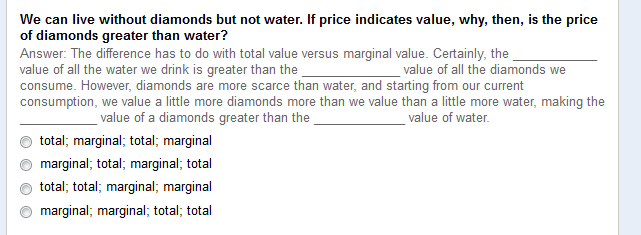 We can live without diamonds but not water. If price indicates value, why, then, is the price
of diamonds greater than water?
Answer: The difference has to do with total value versus marginal value. Certainly, the ____________
value of all the water we drink is greater than the ______________ value of all the diamonds we
consume. However, diamonds are more scarce than water, and starting from our current
consumption, we value a little more diamonds more than we value than a little more water, making the
___________ value of a diamonds greater than the _____________ value of water.
total; marginal; total; marginal
marginal; total; marginal; total
total; total; marginal; marginal
marginal; marginal; total; total